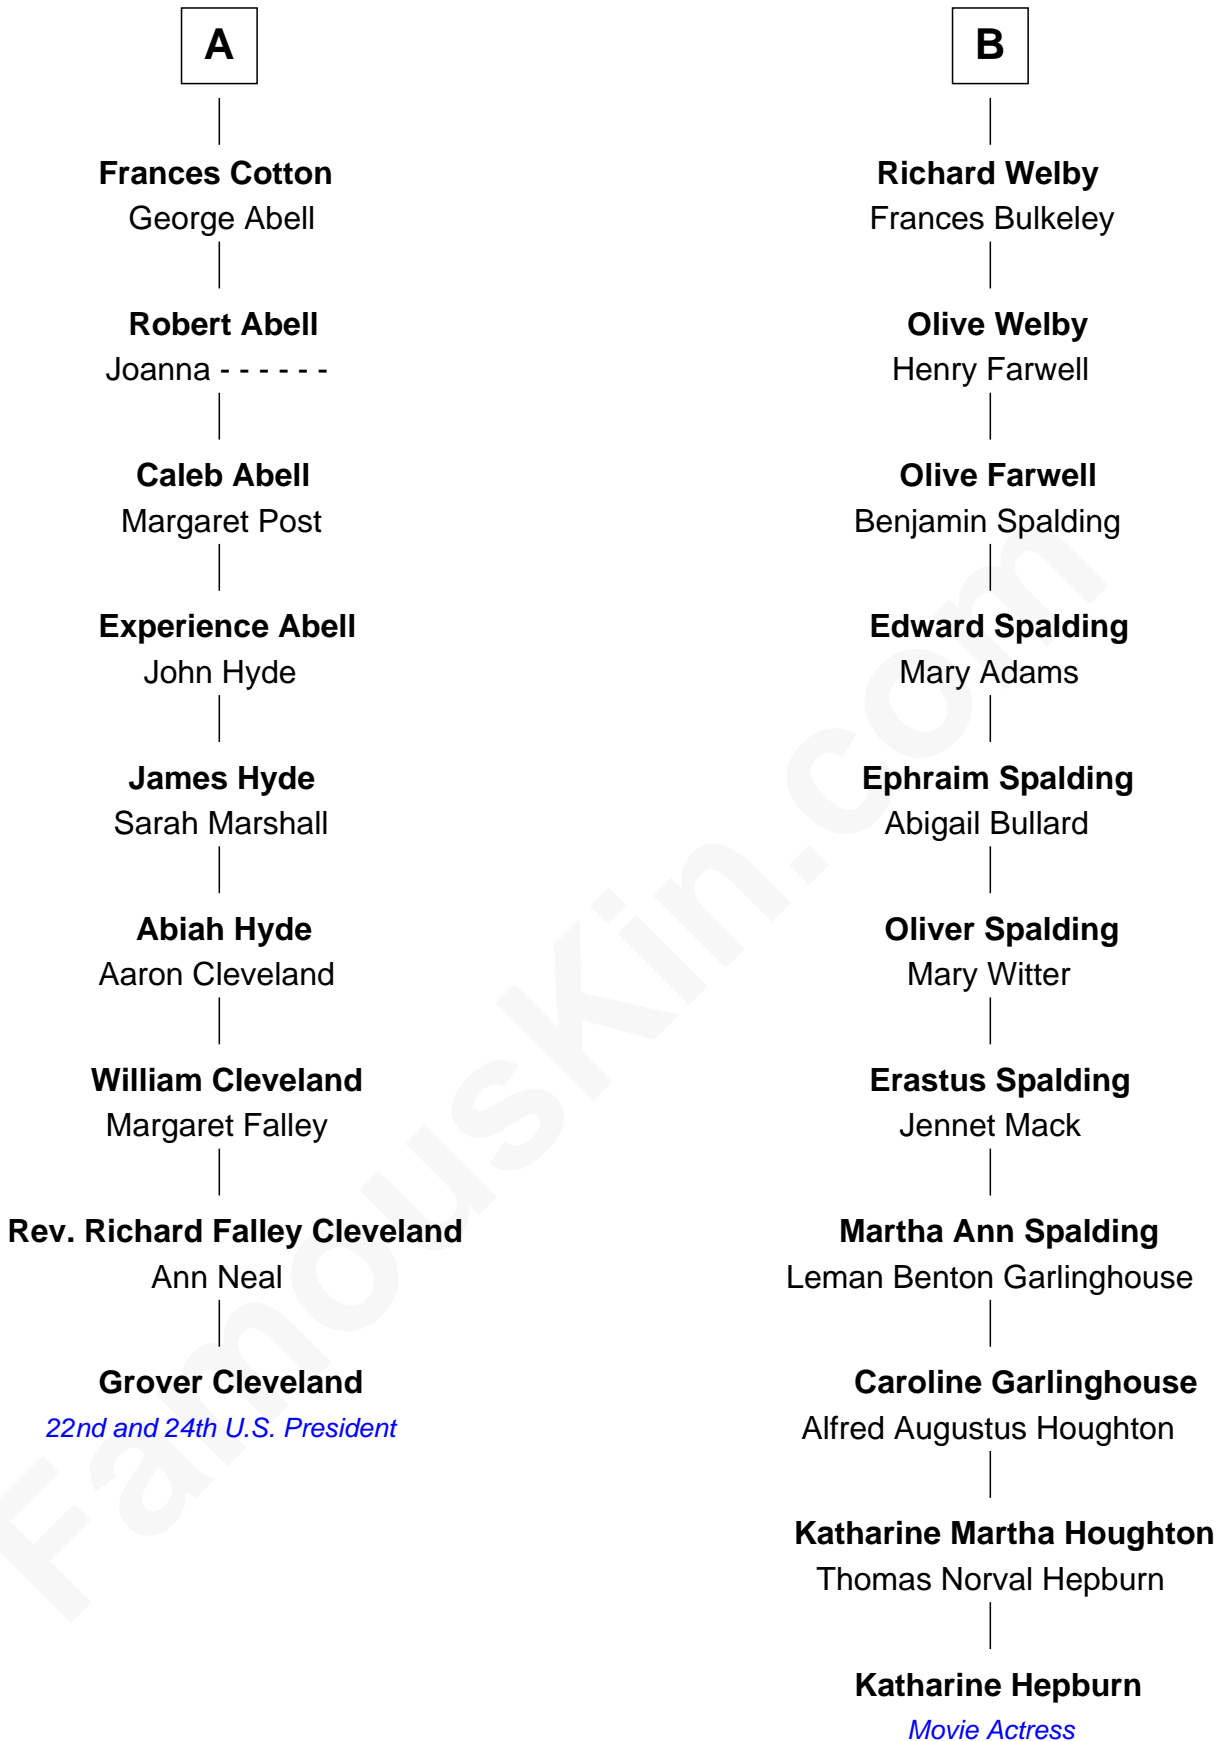 A
Frances Cotton
George Abell
Robert Abell
Joanna - - - - - -
Caleb Abell
Margaret Post
Experience Abell
John Hyde
James Hyde
Sarah Marshall
Abiah Hyde
Aaron Cleveland
William Cleveland
Margaret Falley
Rev. Richard Falley Cleveland
Ann Neal
Grover Cleveland
22nd and 24th U.S. President
B
Richard Welby
Frances Bulkeley
Olive Welby
Henry Farwell
Olive Farwell
Benjamin Spalding
Edward Spalding
Mary Adams
Ephraim Spalding
Abigail Bullard
Oliver Spalding
Mary Witter
Erastus Spalding
Jennet Mack
Martha Ann Spalding
Leman Benton Garlinghouse
Caroline Garlinghouse
Alfred Augustus Houghton
Katharine Martha Houghton
Thomas Norval Hepburn
Katharine Hepburn
Movie Actress
FamousKin.com